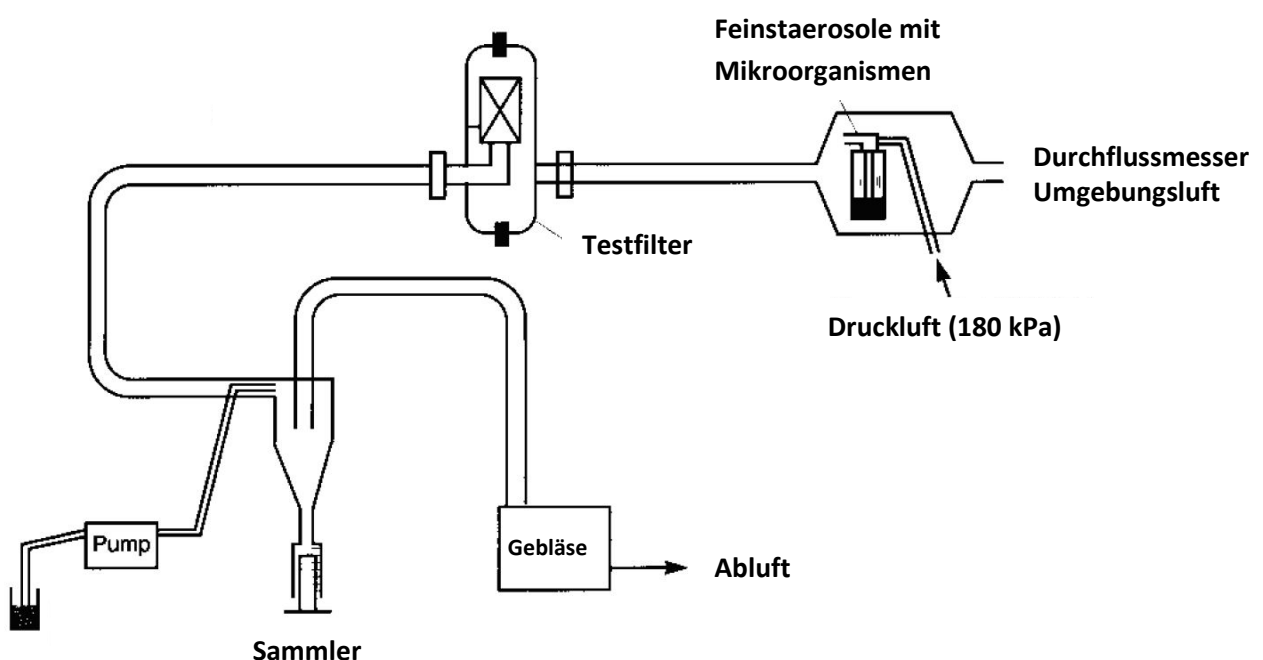 Feinstaerosole mit
Mikroorganismen
Durchflussmesser
Umgebungsluft
Testfilter
Druckluft (180 kPa)
Pump
Gebläse
Abluft
Sammler